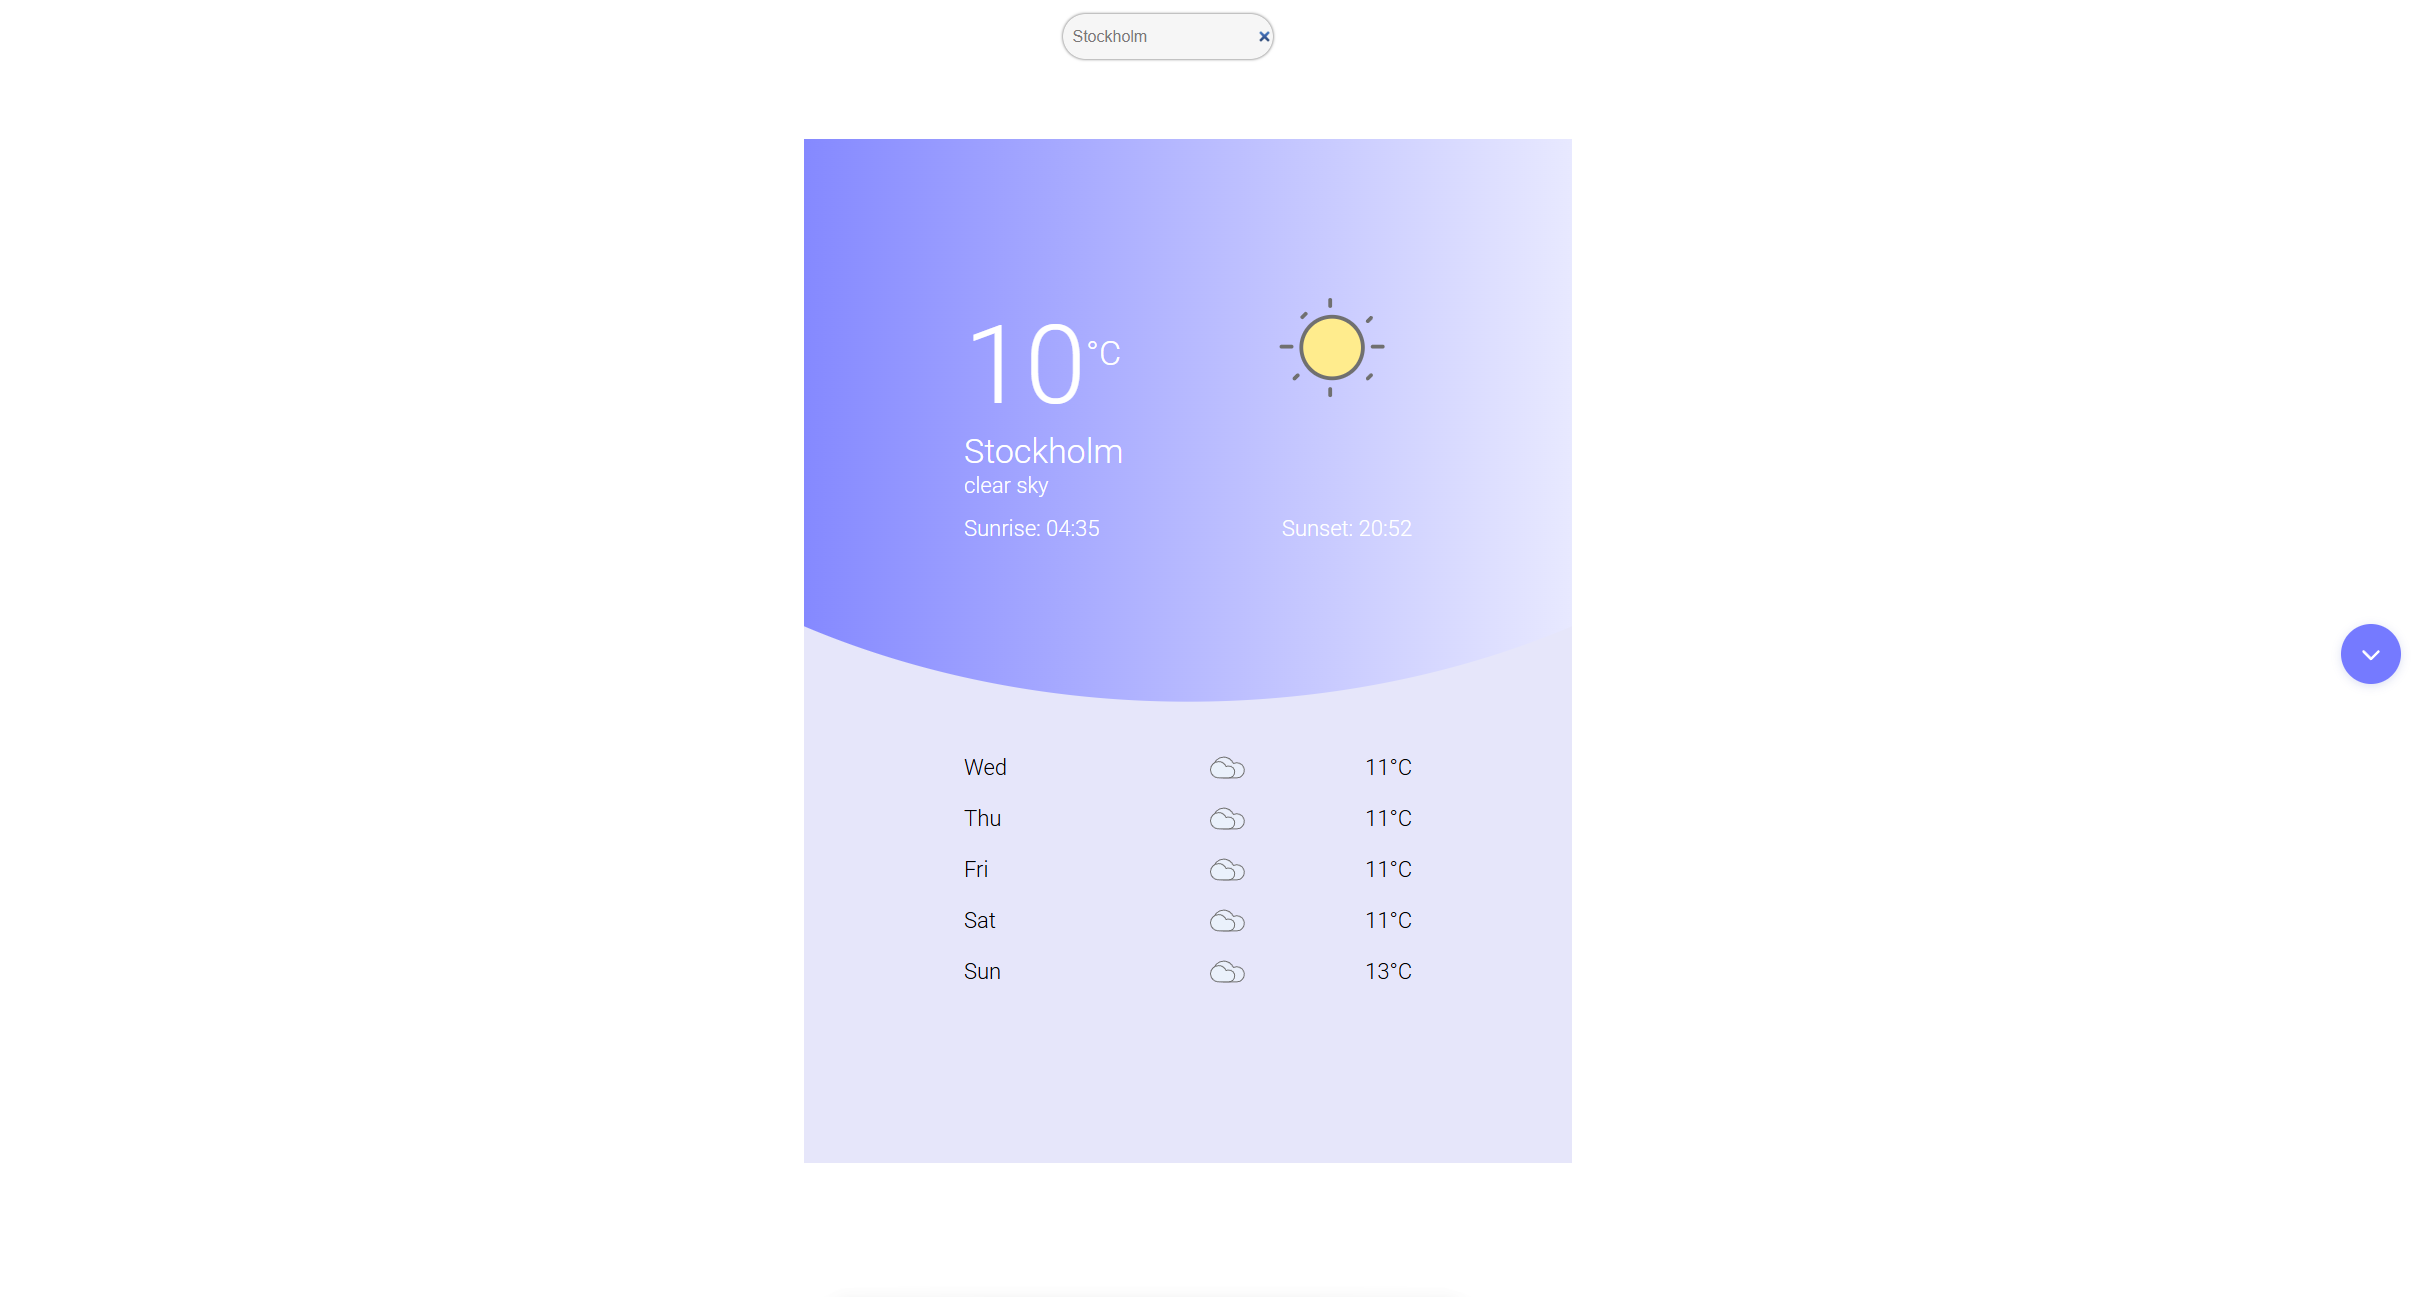 Stockholm
10°C
Stockholm
clear sky
Sunrise: 04:35 Sunset: 20:52
Wed 11°C
Thu 11°C
Fri 11°C
Sat 11°C
Sun 13°C